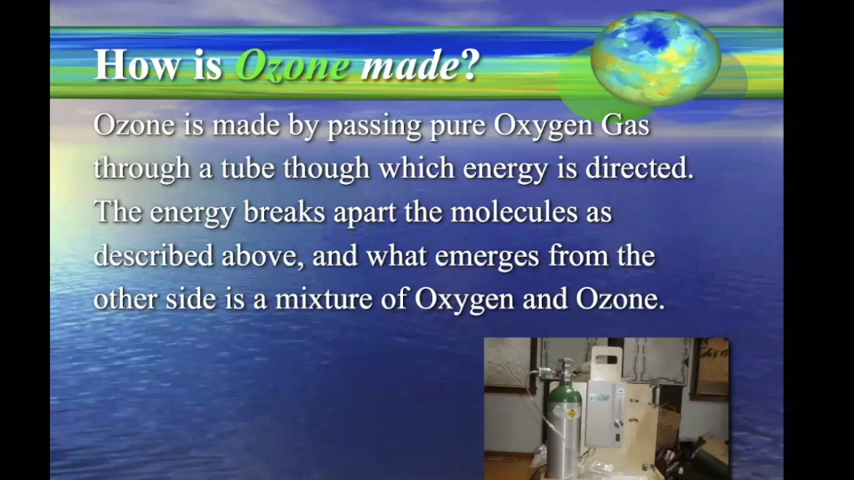 How is Ozone made?
Ozone is made by passing pure Oxygen Gas
through a tube though which energy is directed.
The energy breaks apart the molecules as
described above, and what emerges from the
other side is a mixture of Oxygen and Ozone.